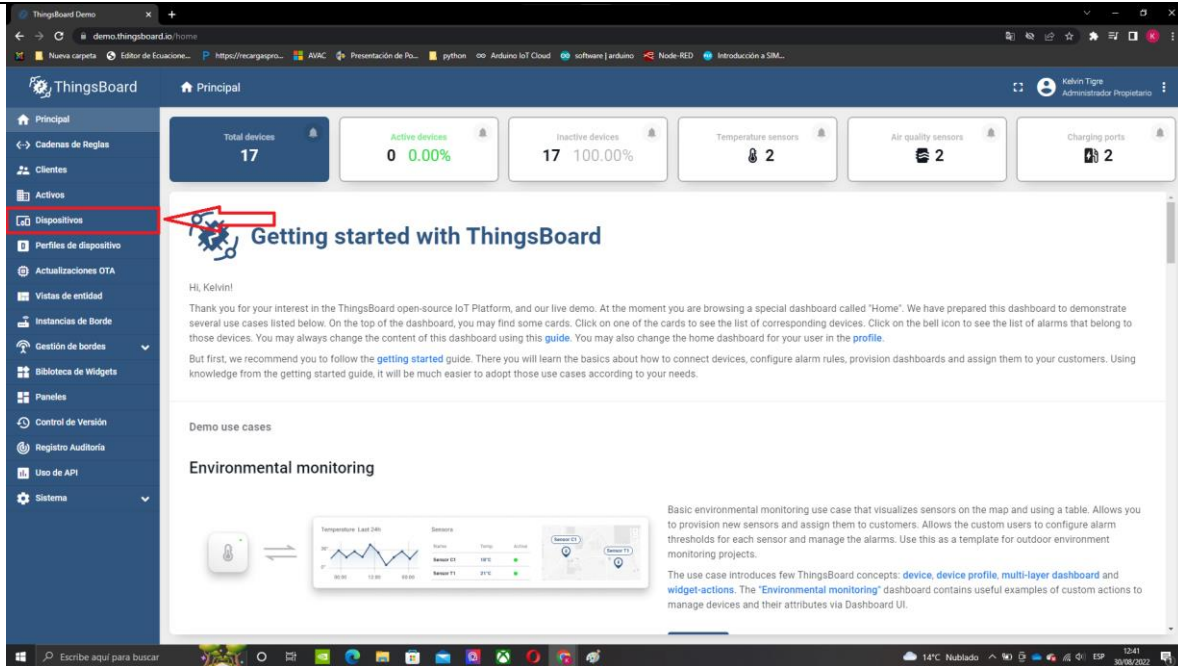 ThingsBoard Demo
demo.thingsboard.io/home
Nueva carpeta Editor de Ecuacione... https://recargaspro... AVAC Presentación de Po... python Arduino IoT Cloud software | arduino Node-RED Introducción a SIM...
ThingsBoard
Principal
Kelvin Tigre
Administrador Propietario
Principal
Cadenas de Reglas
Clientes
Activos
Dispositivos
Perfiles de dispositivo
Actualizaciones OTA
Vistas de entidad
Instancias de Borde
Gestión de bordes
Biblioteca de Widgets
Paneles
Control de Versión
Registro Auditoría
Uso de API
Sistema
Total devices
17
Active devices
0 0.00%
Inactive devices
17 100.00%
Temperature sensors
2
Air quality sensors
2
Charging ports
2
Getting started with ThingsBoard
Hi, Kelvin!
Thank you for your interest in the ThingsBoard open-source IoT Platform, and our live demo. At the moment you are browsing a special dashboard called "Home". We have prepared this dashboard to demonstrate
several use cases listed below. On the top of the dashboard, you may find some cards. Click on one of the cards to see the list of corresponding devices. Click on the bell icon to see the list of alarms that belong to
those devices. You may always change the content of this dashboard using this guide. You may also change the home dashboard for your user in the profile.
But first, we recommend you to follow the getting started guide. There you will learn the basics about how to connect devices, configure alarm rules, provision dashboards and assign them to your customers. Using
knowledge from the getting started guide, it will be much easier to adopt those use cases according to your needs.
Demo use cases
Environmental monitoring
Temperature Last 24h
Sensors
Name Temp Active
Sensor C1 18°C
Sensor T1 21°C
Sensor C1
Sensor T1
Basic environmental monitoring use case that visualizes sensors on the map and using a table. Allows you
to provision new sensors and assign them to customers. Allows the custom users to configure alarm
thresholds for each sensor and manage the alarms. Use this as a template for outdoor environment
monitoring projects.
The use case introduces few ThingsBoard concepts: device, device profile, multi-layer dashboard and
widget-actions. The "Environmental monitoring" dashboard contains useful examples of custom actions to
manage devices and their attributes via Dashboard UI.
Escribe aquí para buscar
14°C Nublado
ESP
12:41
30/08/2022